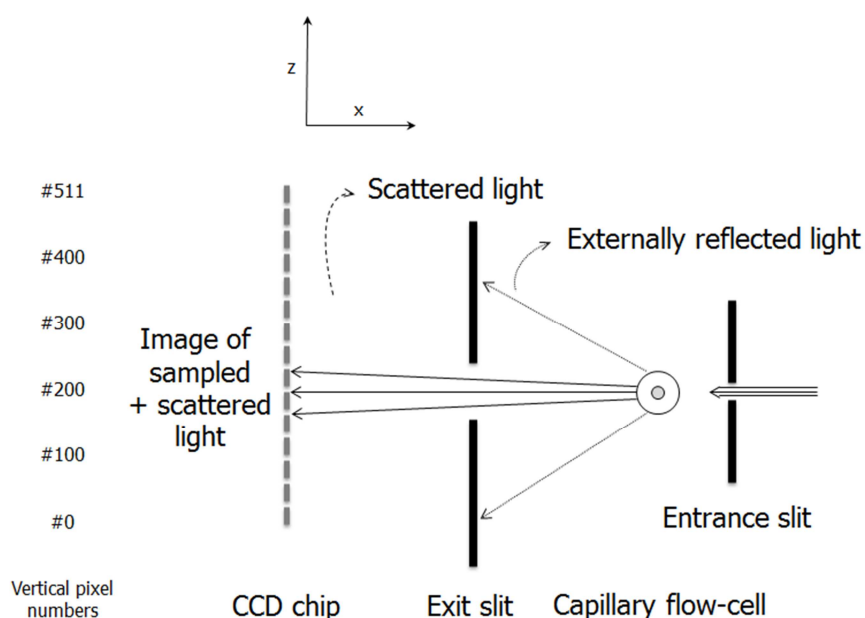 z
x
#511
#400
#300
#200
#100
#0
Vertical pixel
numbers
Scattered light
Externally reflected light
Image of
sampled
+ scattered
light
Entrance slit
CCD chip
Exit slit
Capillary flow-cell